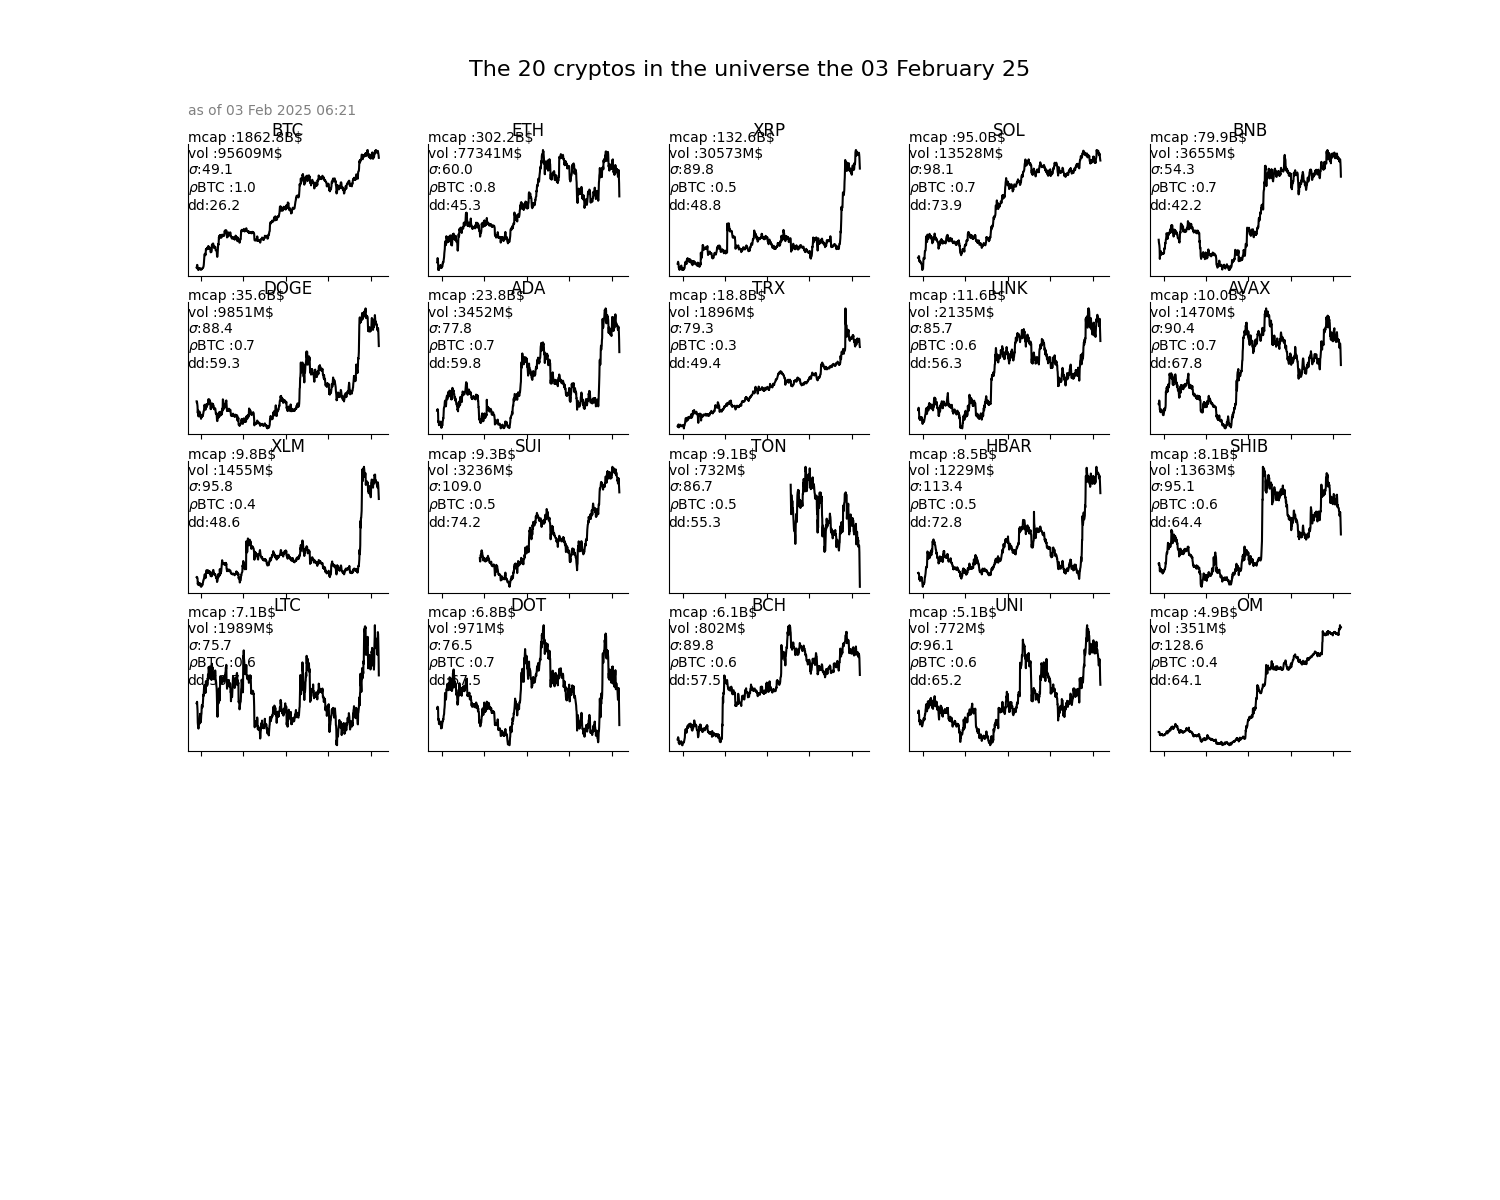 The 20 cryptos in the universe the 03 February 25
as of 03 Feb 2025 06:21
BTC
mcap :1862.8B$
vol :95609M$
σ:49.1
ρBTC :1.0
dd:26.2
ETH
mcap :302.2B$
vol :77341M$
σ:60.0
ρBTC :0.8
dd:45.3
XRP
mcap :132.6B$
vol :30573M$
σ:89.8
ρBTC :0.5
dd:48.8
SOL
mcap :95.0B$
vol :13528M$
σ:98.1
ρBTC :0.7
dd:73.9
BNB
mcap :79.9B$
vol :3655M$
σ:54.3
ρBTC :0.7
dd:42.2
DOGE
mcap :35.6B$
vol :9851M$
σ:88.4
ρBTC :0.7
dd:59.3
ADA
mcap :23.8B$
vol :3452M$
σ:77.8
ρBTC :0.7
dd:59.8
TRX
mcap :18.8B$
vol :1896M$
σ:79.3
ρBTC :0.3
dd:49.4
LINK
mcap :11.6B$
vol :2135M$
σ:85.7
ρBTC :0.6
dd:56.3
AVAX
mcap :10.0B$
vol :1470M$
σ:90.4
ρBTC :0.7
dd:67.8
XLM
mcap :9.8B$
vol :1455M$
σ:95.8
ρBTC :0.4
dd:48.6
SUI
mcap :9.3B$
vol :3236M$
σ:109.0
ρBTC :0.5
dd:74.2
TON
mcap :9.1B$
vol :732M$
σ:86.7
ρBTC :0.5
dd:55.3
HBAR
mcap :8.5B$
vol :1229M$
σ:113.4
ρBTC :0.5
dd:72.8
SHIB
mcap :8.1B$
vol :1363M$
σ:95.1
ρBTC :0.6
dd:64.4
LTC
mcap :7.1B$
vol :1989M$
σ:75.7
ρBTC :0.6
DOT
mcap :6.8B$
vol :971M$
σ:76.5
ρBTC :0.7
dd:57.5
BCH
mcap :6.1B$
vol :802M$
σ:89.8
ρBTC :0.6
dd:57.5
UNI
mcap :5.1B$
vol :772M$
σ:96.1
ρBTC :0.6
dd:65.2
OM
mcap :4.9B$
vol :351M$
σ:128.6
ρBTC :0.4
dd:64.1